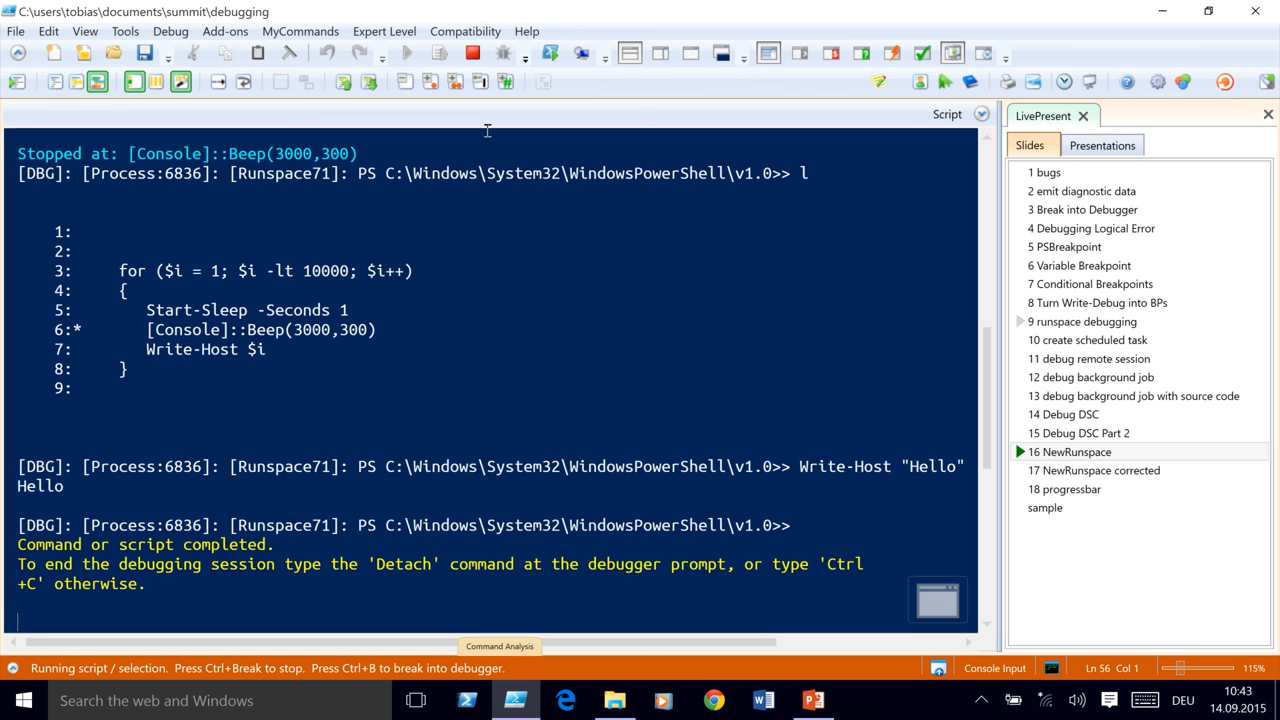 C:\users\tobias\documents\summit\debugging
File Edit View Tools Debug Add-ons MyCommands Expert Level Compatibility Help
Script
Stopped at: [Console]::Beep(3000,300)
[DBG]: [Process:6836]: [Runspace71]: PS C:\Windows\System32\WindowsPowerShell\v1.0>> l
1:
2:
3: for ($i = 1; $i -lt 10000; $i++)
4: {
5: Start-Sleep -Seconds 1
6:* [Console]::Beep(3000,300)
7: Write-Host $i
8: }
9:
[DBG]: [Process:6836]: [Runspace71]: PS C:\Windows\System32\WindowsPowerShell\v1.0>> Write-Host "Hello"
Hello
[DBG]: [Process:6836]: [Runspace71]: PS C:\Windows\System32\WindowsPowerShell\v1.0>>
Command or script completed.
To end the debugging session type the 'Detach' command at the debugger prompt, or type 'Ctrl
+C' otherwise.
Command Analysis
LivePresent
Slides Presentations
1 bugs
2 emit diagnostic data
3 Break into Debugger
4 Debugging Logical Error
5 PSBreakpoint
6 Variable Breakpoints
7 Conditional Breakpoints
8 Turn Write-Debug into BPs
9 runspace debugging
10 create scheduled task
11 debug remote session
12 debug background job
13 debug background job with source code
14 Debug DSC
15 Debug DSC Part 2
16 NewRunspace
17 NewRunspace corrected
18 progressbar
sample
Running script / selection. Press Ctrl+Break to stop. Press Ctrl+B to break into debugger.
Console Input
Ln 56 Col 1
115%
Search the web and Windows
DEU
10:43
14.09.2015